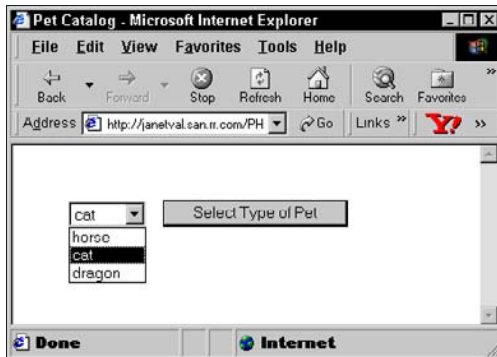 Pet Catalog - Microsoft Internet Explorer
File Edit View Favorites Tools Help
Back Forward Stop Refresh Home Search Favorites »
Address http://janetval.san.rr.com/PH Go Links » Y! »
cat Select Type of Pet
horse
cat
dragon
Done Internet